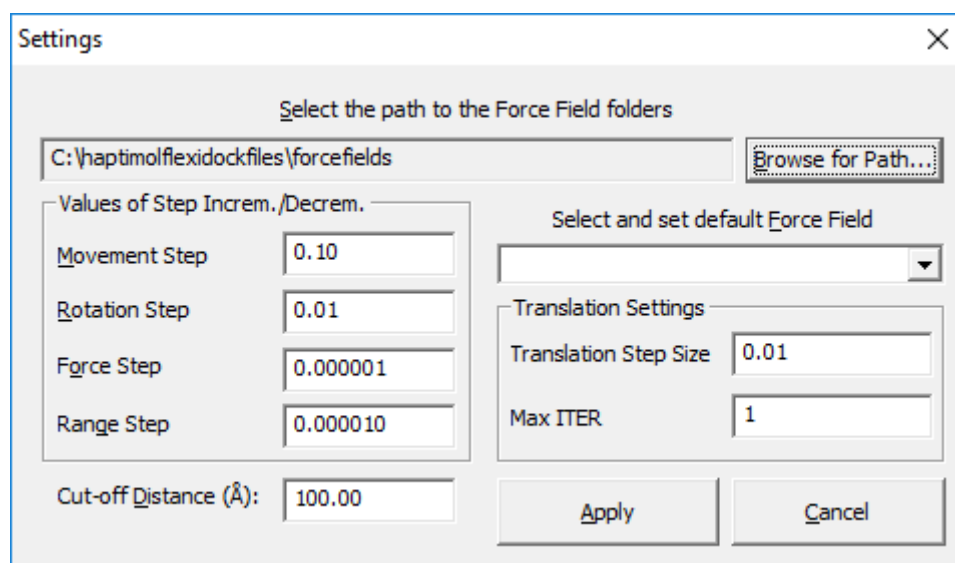 Settings
Select the path to the Force Field folders
C:\haptimolflexidockfiles\forcefields
Browse for Path...
Values of Step Increm./Decrem.
Movement Step
0.10
Rotation Step
0.01
Force Step
0.000001
Range Step
0.000010
Cut-off Distance (Å):
100.00
Select and set default Force Field
Translation Settings
Translation Step Size
0.01
Max ITER
1
Apply
Cancel